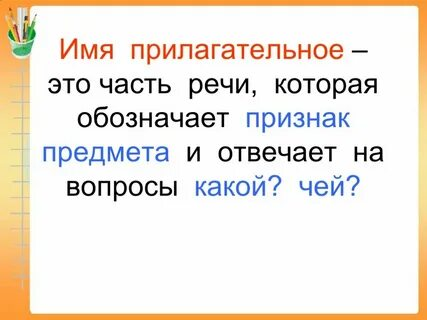 Имя прилагательное –
это часть речи, которая
обозначает признак
предмета и отвечает на
вопросы какой? чей?